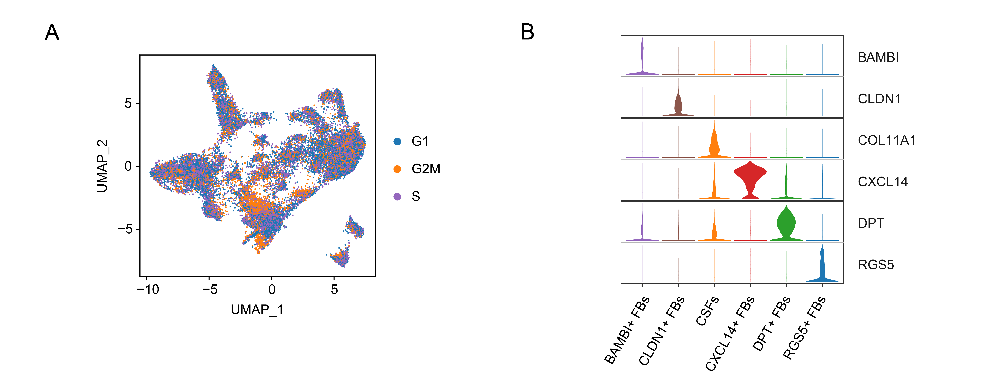 A
B
5
0
−5
−10
−5
0
5
UMAP_1
UMAP_2
G1
G2M
S
BAMBI
CLDN1
COL11A1
CXCL14
DPT
RGS5
BAMBI+ FBs
CLDN1+ FBs
CSFs
CXCL14+ FBs
DPT+ FBs
RGS5+ FBs